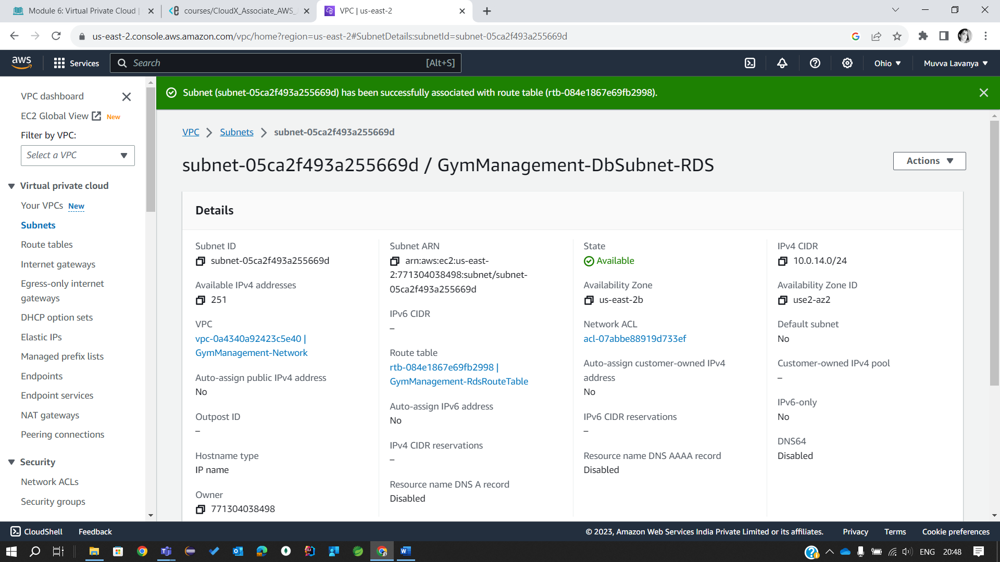 Module 6: Virtual Private Cloud |
courses/CloudX_Associate_AWS_
VPC | us-east-2
us-east-2.console.aws.amazon.com/vpc/home?region=us-east-2#SubnetDetails:subnetId=subnet-05ca2f493a255669d
aws
Services
Search
[Alt+S]
Ohio
Muvva Lavanya
VPC dashboard
EC2 Global View New
Filter by VPC:
Select a VPC
Virtual private cloud
Your VPCs New
Subnets
Route tables
Internet gateways
Egress-only internet
gateways
DHCP option sets
Elastic IPs
Managed prefix lists
Endpoints
Endpoint services
NAT gateways
Peering connections
Security
Network ACLs
Security groups
Subnet (subnet-05ca2f493a255669d) has been successfully associated with route table (rtb-084e1867e69fb2998).
VPC
Subnets
subnet-05ca2f493a255669d
subnet-05ca2f493a255669d / GymManagement-DbSubnet-RDS
Actions
Details
Subnet ID
subnet-05ca2f493a255669d
Available IPv4 addresses
251
VPC
vpc-0a4340a92423c5e40 |
GymManagement-Network
Auto-assign public IPv4 address
No
Outpost ID
–
Hostname type
IP name
Owner
771304038498
Subnet ARN
arn:aws:ec2:us-east-
2:771304038498:subnet/subnet-
05ca2f493a255669d
IPv6 CIDR
–
Route table
rtb-084e1867e69fb2998 |
GymManagement-RdsRouteTable
Auto-assign IPv6 address
No
IPv4 CIDR reservations
–
Resource name DNS A record
Disabled
State
Available
Availability Zone
us-east-2b
Network ACL
acl-07abbe88919d733ef
Auto-assign customer-owned IPv4
address
No
IPv6 CIDR reservations
–
Resource name DNS AAAA record
Disabled
IPv4 CIDR
10.0.14.0/24
Availability Zone ID
use2-az2
Default subnet
No
Customer-owned IPv4 pool
–
IPv6-only
No
DNS64
Disabled
CloudShell
Feedback
© 2023, Amazon Web Services India Private Limited or its affiliates.
Privacy
Terms
Cookie preferences
ENG
20:48